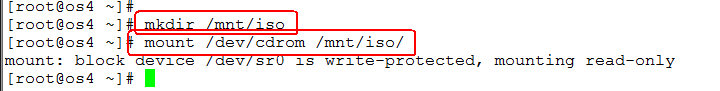 [root@os4 ~]#
[root@os4 ~]# mkdir /mnt/iso
[root@os4 ~]# mount /dev/cdrom /mnt/iso/
mount: block device /dev/sr0 is write-protected, mounting read-only
[root@os4 ~]#